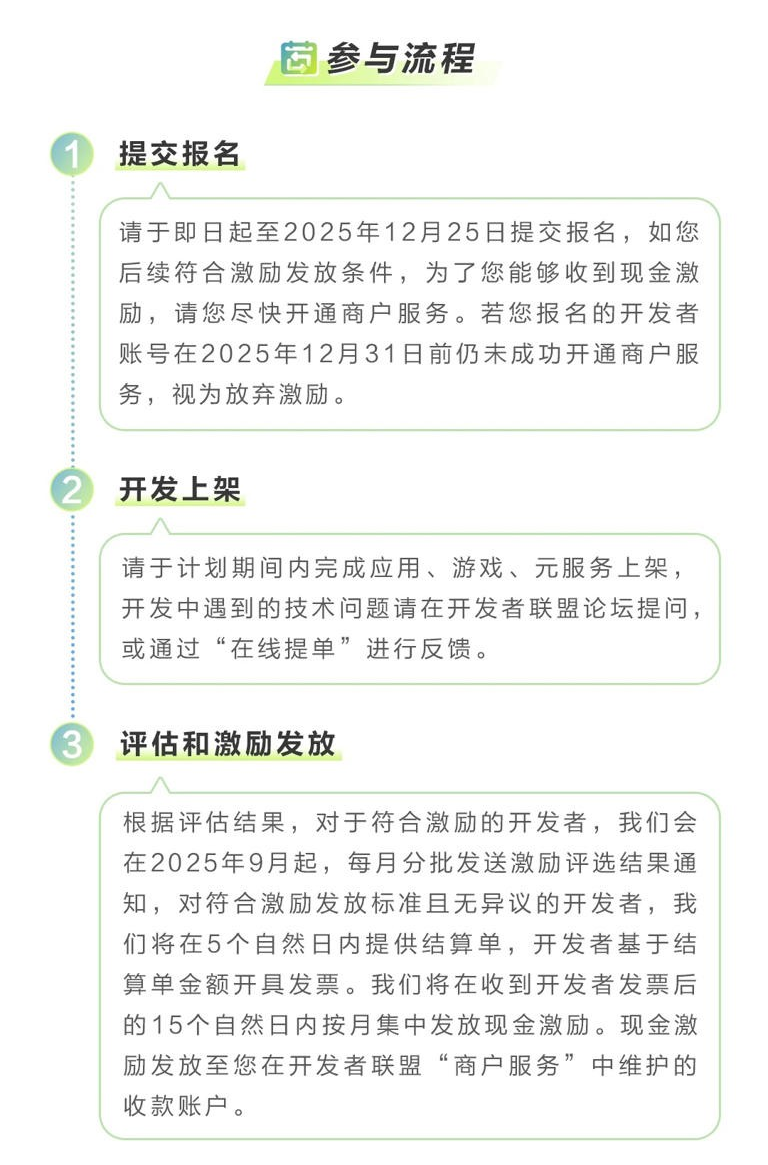 参与流程
1 提交报名
请于即日起至2025年12月25日提交报名，如您
后续符合激励发放条件，为了您能够收到现金激
励，请您尽快开通商户服务。若您报名的开发者
账号在2025年12月31日前仍未成功开通商户服
务，视为放弃激励。
2 开发上架
请于计划期间内完成应用、游戏、元服务上架，
开发中遇到的技术问题请在开发者联盟论坛提问，
或通过“在线提单”进行反馈。
3 评估和激励发放
根据评估结果，对于符合激励的开发者，我们会
在2025年9月起，每月分批发送激励评选结果通
知，对符合激励发放标准且无异议的开发者，我
们将在5个自然日内提供结算单，开发者基于结
算单金额开具发票。我们将在收到开发者发票后
的15个自然日内按月集中发放现金激励。现金激
励发放至您在开发者联盟“商户服务”中维护的
收款账户。